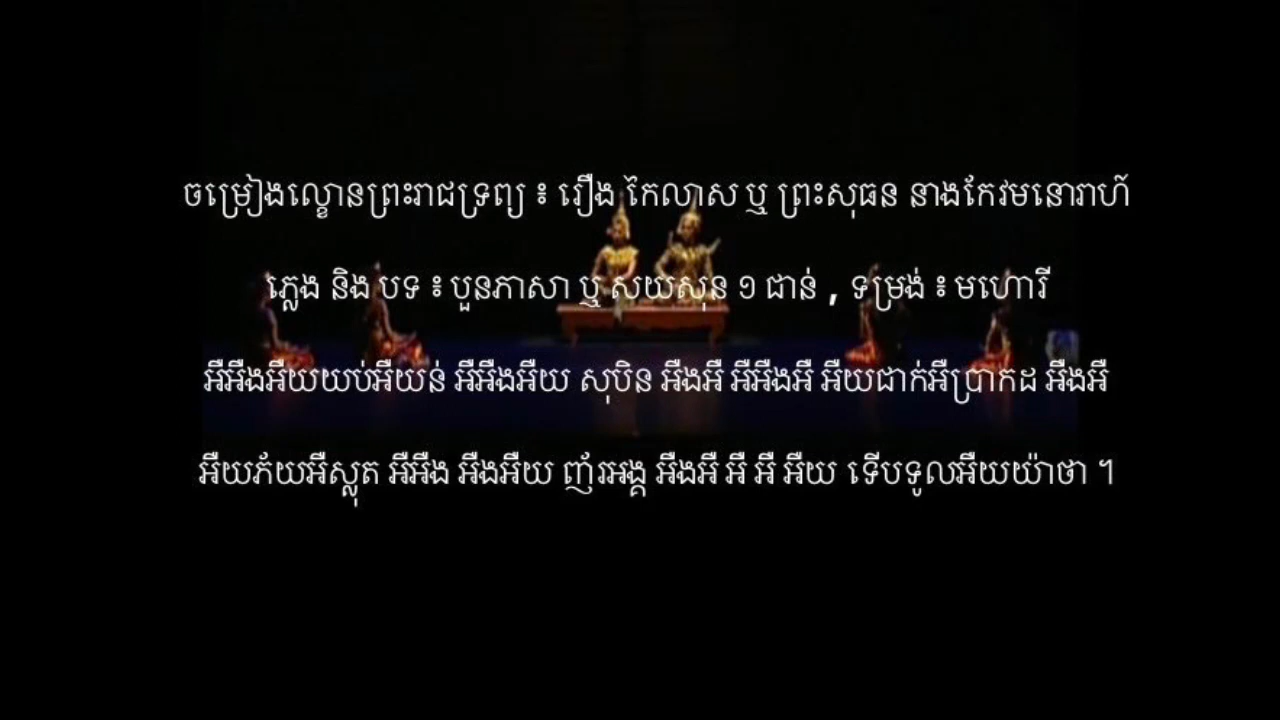 ចម្រៀងល្ខោនព្រះរាជទ្រព្យ ៖ រឿង កៃលាស ឬ ព្រះសុធន នាងកែវមនោរាហ៍
ភ្លេង និង បទ ៖ បួនភាសា ឬ សយសុន ១ ជាន់ , ទម្រង់ ៖ មហោរី
អឺអឺងអឺយយប់អឺយន់ អឺអឺងអឺយ សុបិន អឺងអឺ អឺអឺងអឺ អឺយជាក់អឺប្រាកដ អឺងអឺ
អឺយភ័យអឺស្លុត អឺអឺង អឺងអឺយ ញ័រអង្គ អឺងអឺ អឺ អឺ អឺយ ទើបទូលអឺយយ៉ាថា ។